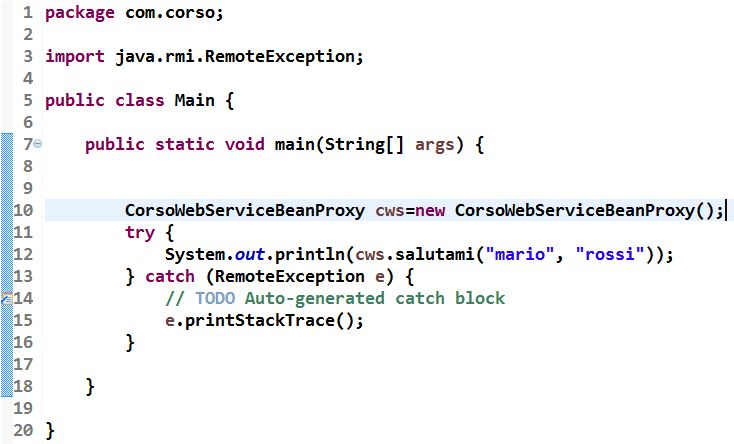 1 package com.corso;
2
3 import java.rmi.RemoteException;
4
5 public class Main {
6
7     public static void main(String[] args) {
8
9
10         CorsoWebServiceBeanProxy cws=new CorsoWebServiceBeanProxy();
11         try {
12             System.out.println(cws.salutami("mario", "rossi"));
13         } catch (RemoteException e) {
14             // TODO Auto-generated catch block
15             e.printStackTrace();
16         }
17
18     }
19
20 }